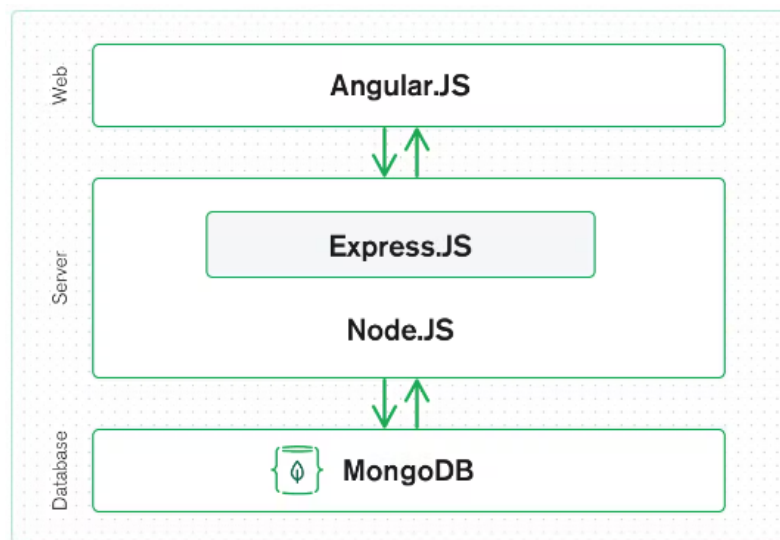 Web
Angular.JS
Server
Express.JS
Node.JS
Database
MongoDB